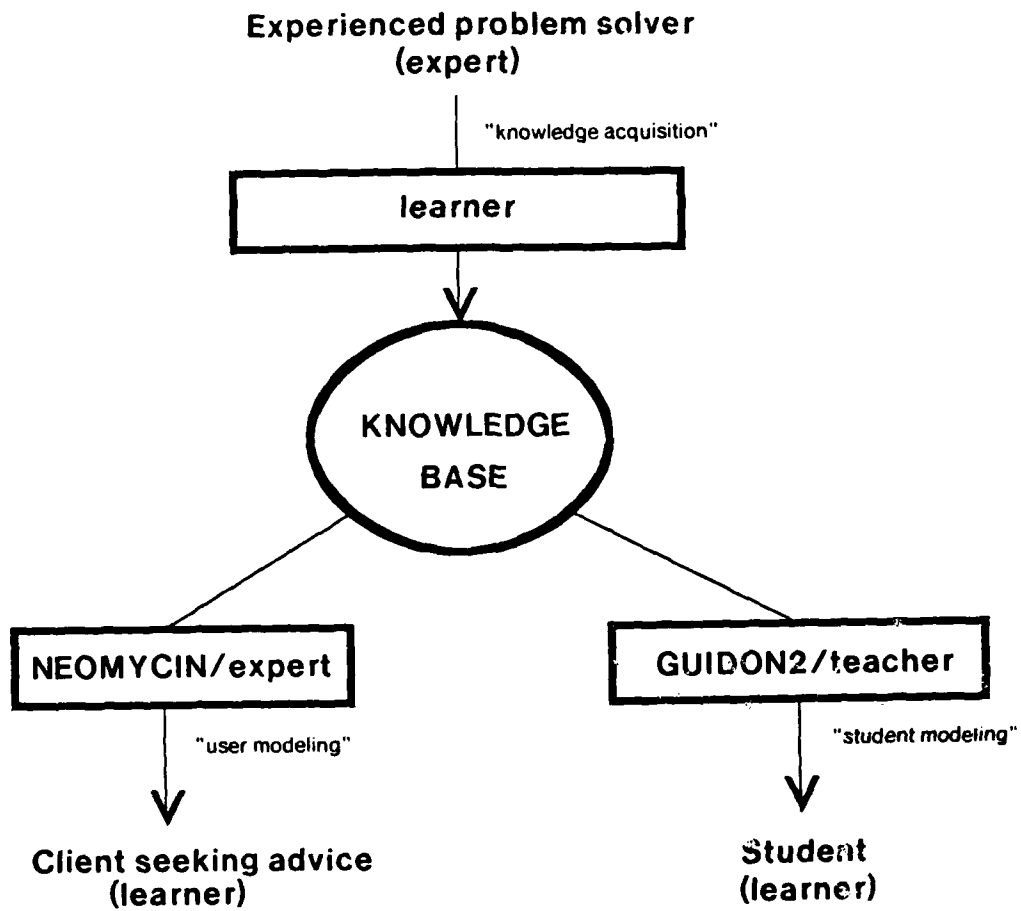 Experienced problem solver
(expert)
"knowledge acquisition"
learner
KNOWLEDGE
BASE
NEOMYCIN/expert
GUIDON2/teacher
"user modeling"
"student modeling"
Client seeking advice
(learner)
Student
(learner)